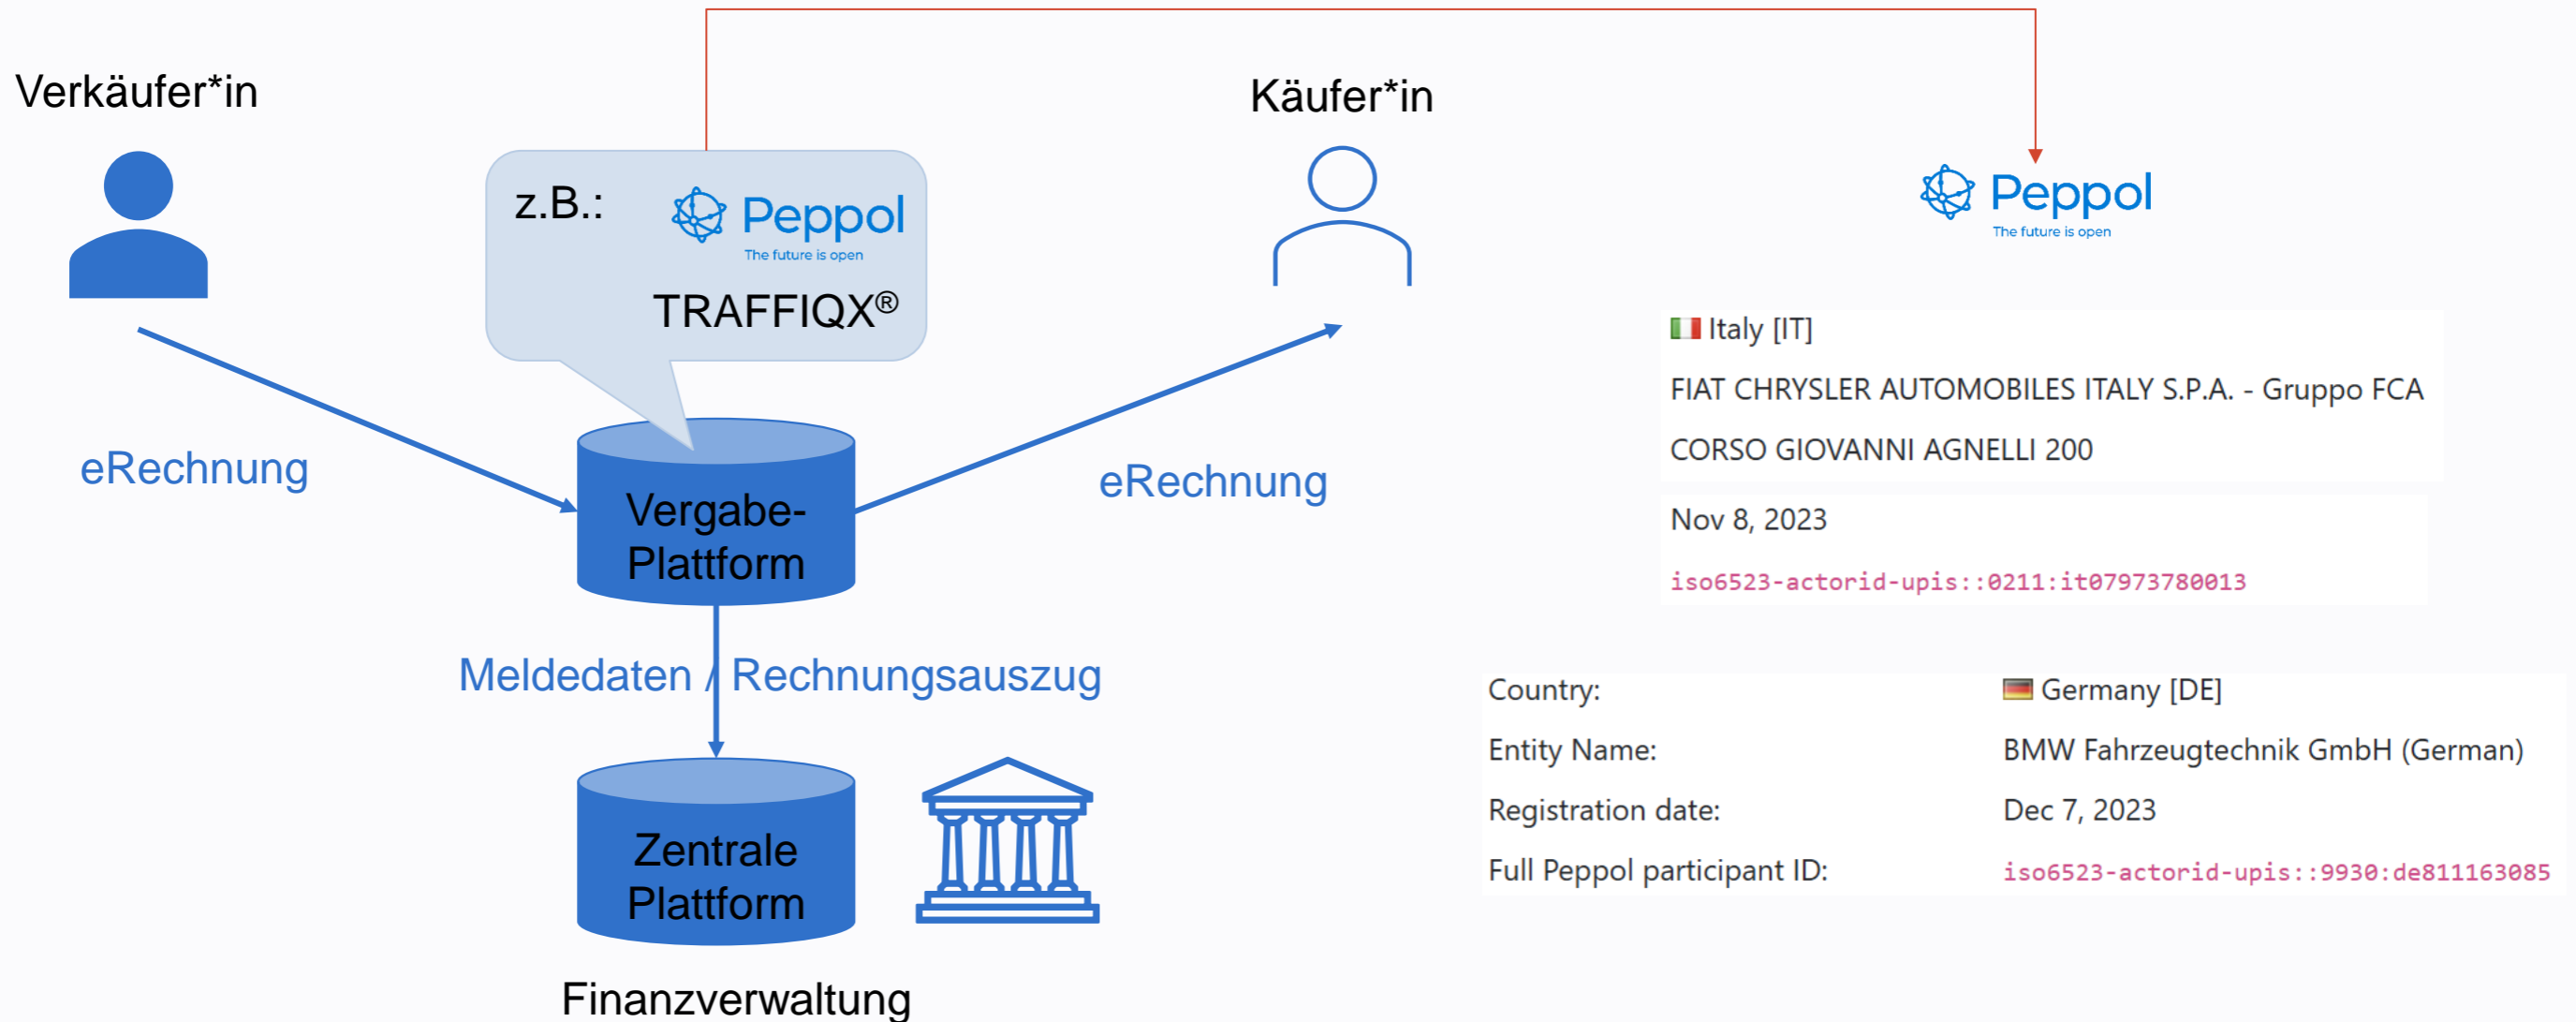 Verkäufer*in
Käufer*in
z.B.:
Peppol
The future is open
TRAFFIQX®
Peppol
The future is open
eRechnung
eRechnung
Vergabe-
Plattform
Meldedaten / Rechnungsauszug
Zentrale
Plattform
Finanzverwaltung
Italy [IT]
FIAT CHRYSLER AUTOMOBILES ITALY S.P.A. - Gruppo FCA
CORSO GIOVANNI AGNELLI 200
Nov 8, 2023
iso6523-actorid-upis::0211:it07973780013
Country: Germany [DE]
Entity Name: BMW Fahrzeugtechnik GmbH (German)
Registration date: Dec 7, 2023
Full Peppol participant ID: iso6523-actorid-upis::9930:de811163085